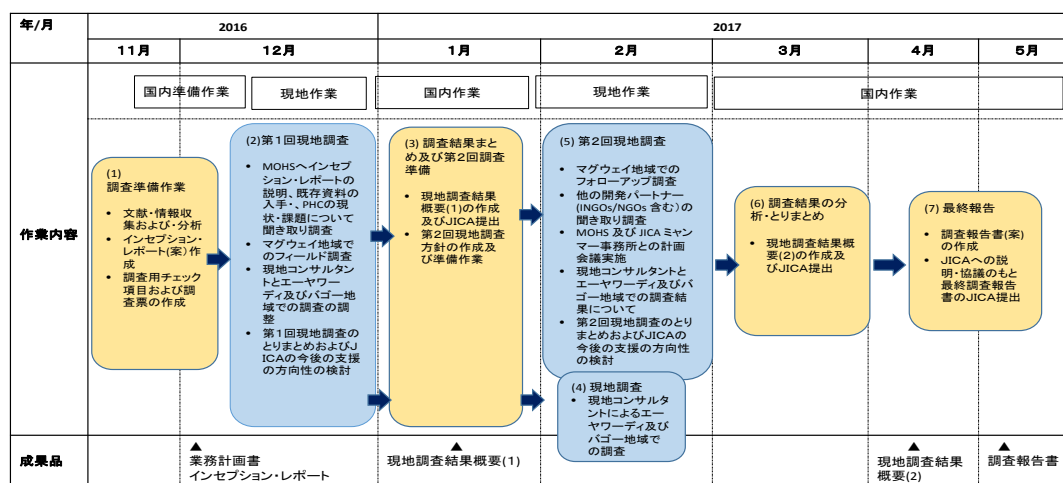 年/月
2016
2017
11月
12月
1月
2月
3月
4月
5月
作業内容
国内準備作業
現地作業
国内作業
現地作業
国内作業
(1)
調査準備作業
• 文献・情報収
集および・分析
• インセプション・
レポート(案)作
成
• 調査用チェック
項目および調
査票の作成
(2)第1回現地調査
• MOHSへインセプ
ション・レポートの
説明、既存資料の
入手・、PHCの現
状・課題について
聞き取り調査
• マグウェイ地域で
のフィールド調査
• 現地コンサルタン
トとエーヤワー
ディ及びバゴー地
域での調査の調
整
• 第1回現地調査の
とりまとめおよびJ
ICAの今後の支援
の方向性の検討
(3) 調査結果まと
め及び第2回調査
準備
• 現地調査結果
概要(1)の作成
及びJICA提出
• 第2回現地調査
方針の作成及
び準備作業
(5) 第2回現地調査
• マグウェイ地域での
フォローアップ調査
• 他の開発パートナー
(INGOs/NGOs 含む)の
聞き取り調査
• MOHS 及び JICA ミャン
マー事務所との計画
会議実施
• 現地コンサルタントと
エーヤワーディ及びバ
ゴー地域での調査結
果について
• 第2回現地調査のとり
まとめおよびJICAの今
後の支援の方向性の
検討
(4) 現地調査
• 現地コンサル
タントによるエー
ヤワーディ及び
バゴー地域で
の調査
(6) 調査結果の分
析・とりまとめ
• 現地調査結果概
要(2)の作成及
びJICA提出
(7) 最終報告
• 調査報告書(案)
の作成
• JICAへの説
明・協議のもと
最終調査報告
書のJICA提出
成果品
▲
業務計画書
インセプション・レポート
▲
現地調査結果概要(1)
▲
現地調査結果
概要(2)
▲
調査報告書